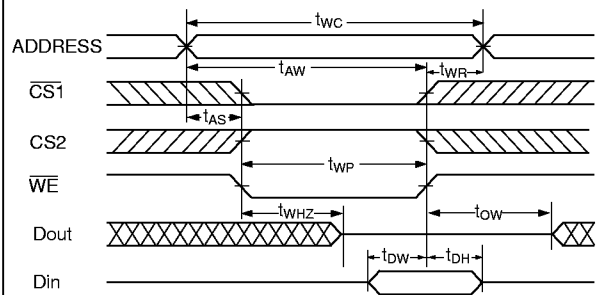 tWC
ADDRESS
tAW
tWR
CS1
tAS
CS2
tWP
WE
tWHZ
tOW
Dout
tDW
tDH
Din